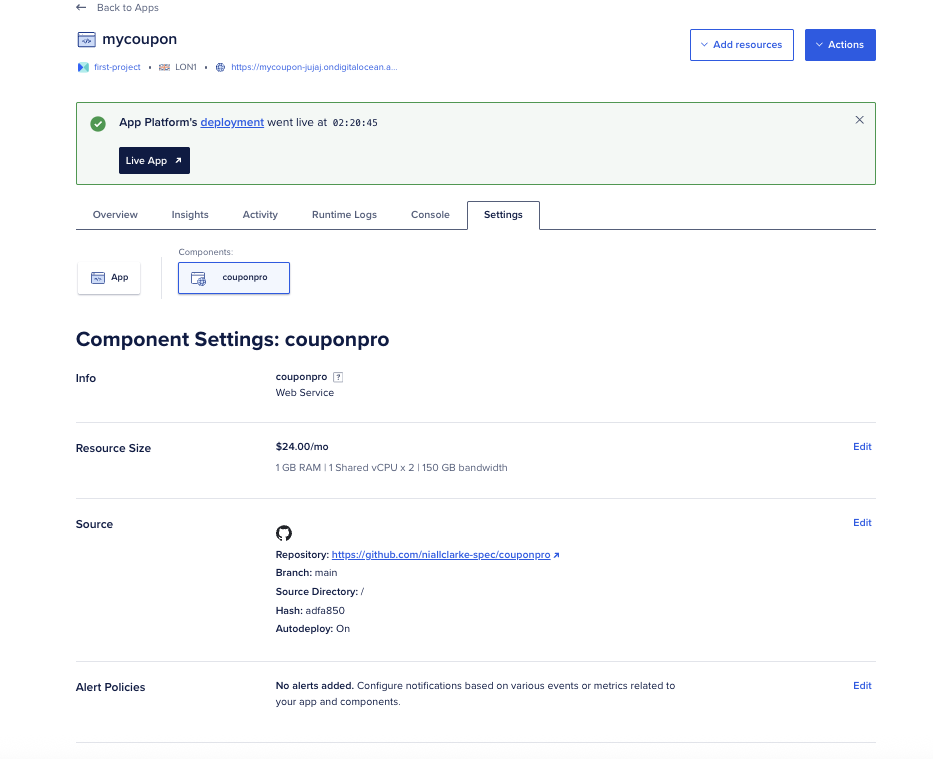 Back to Apps
mycoupon
Add resources
Actions
first-project • LON1 • https://mycoupon-jujaj.ondigitalocean.a...
App Platform's deployment went live at 02:20:45
Live App
Overview Insights Activity Runtime Logs Console Settings
Components:
App couponpro
Component Settings: couponpro
Info
couponpro ?
Web Service
Resource Size
$24.00/mo
Edit
1 GB RAM | 1 Shared vCPU x 2 | 150 GB bandwidth
Source
Edit
Repository: https://github.com/niallclarke-spec/couponpro
Branch: main
Source Directory: /
Hash: adfa850
Autodeploy: On
Alert Policies
No alerts added. Configure notifications based on various events or metrics related to
your app and components.
Edit